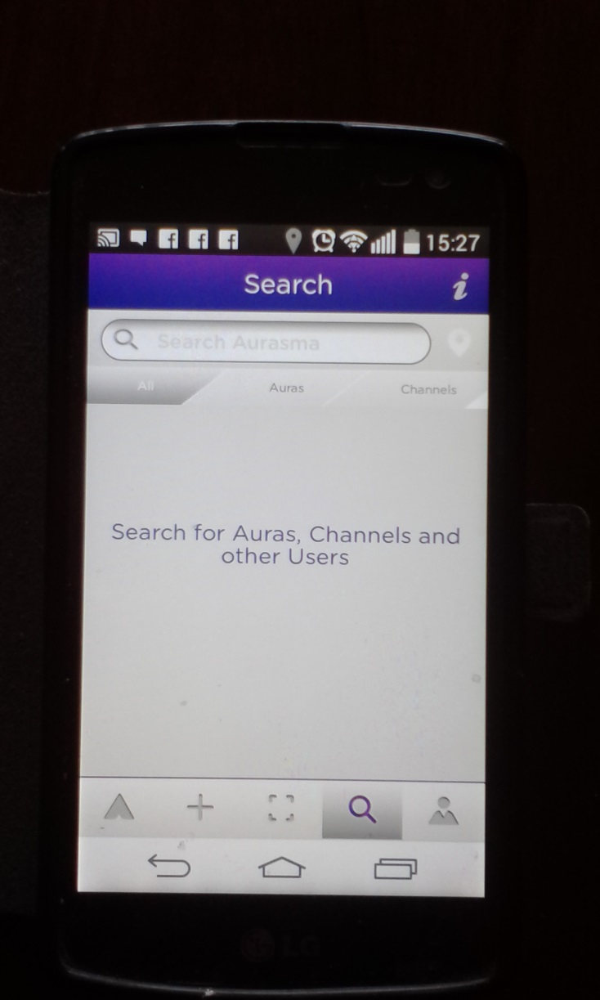 15:27
Search i
Search Aurasma
All Auras Channels
Search for Auras, Channels and
other Users
LG